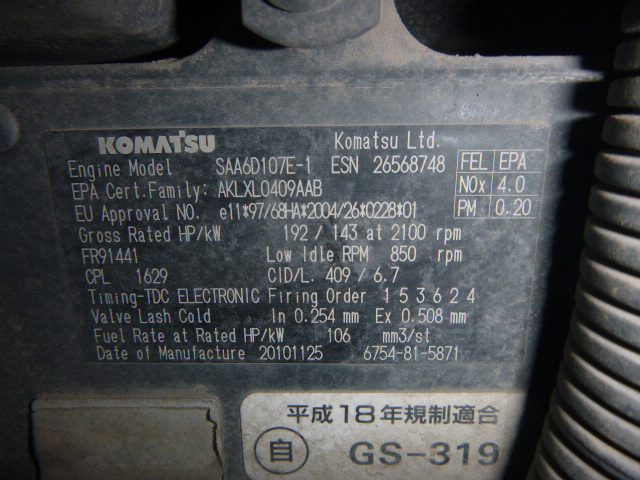 KOMATSU Komatsu Ltd.
Engine Model SAA6D107E-1 ESN 26568748 FEL EPA
EPA Cert.Family: AKLXL0409AAB NOx 4.0
EU Approval NO. e11*97/68HA*2004/26*0228*01 PM 0.20
Gross Rated HP/kW 192 / 143 at 2100 rpm
FR91441 Low Idle RPM 850 rpm
CPL 1629 CID/L. 409 / 6.7
Timing-TDC ELECTRONIC Firing Order 1 5 3 6 2 4
Valve Lash Cold In 0.254 mm Ex 0.508 mm
Fuel Rate at Rated HP/kW 106 mm3/st
Date of Manufacture 20101125 6754-81-5871
平成18年規制適合
自 GS-319